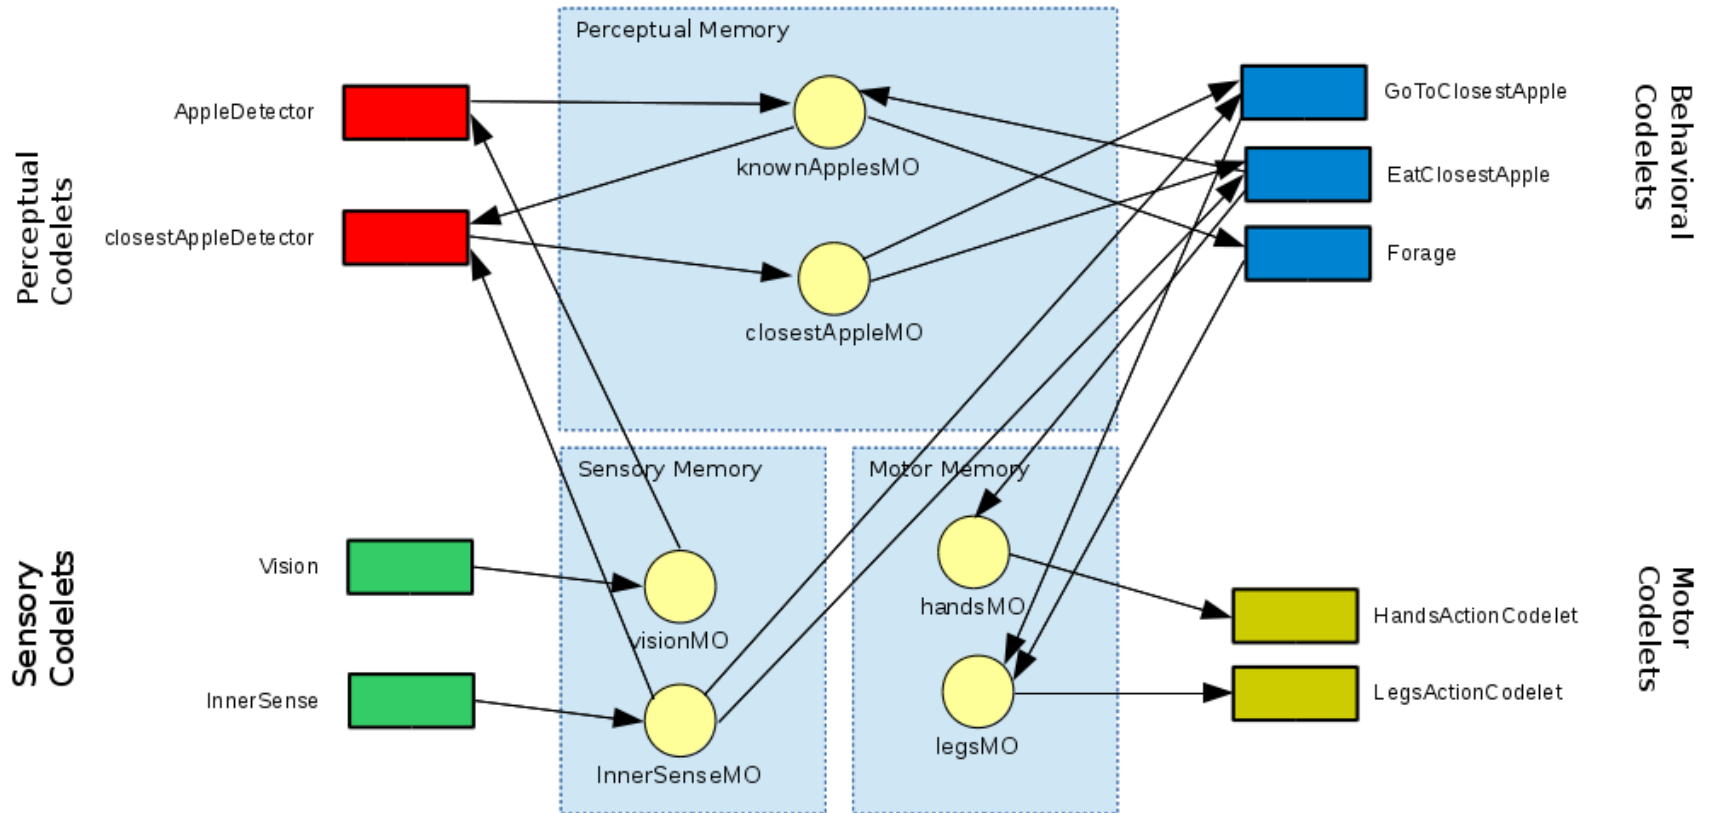 Perceptual Memory
AppleDetector
knownApplesMO
GoToClosestApple
EatClosestApple
closestAppleDetector
Forage
closestAppleMO
Perceptual
Codelets
Behavioral
Codelets
Sensory Memory
Motor Memory
Vision
visionMO
handsMO
HandsActionCodelet
InnerSense
InnerSenseMO
legsMO
LegsActionCodelet
Sensory
Codelets
Motor
Codelets